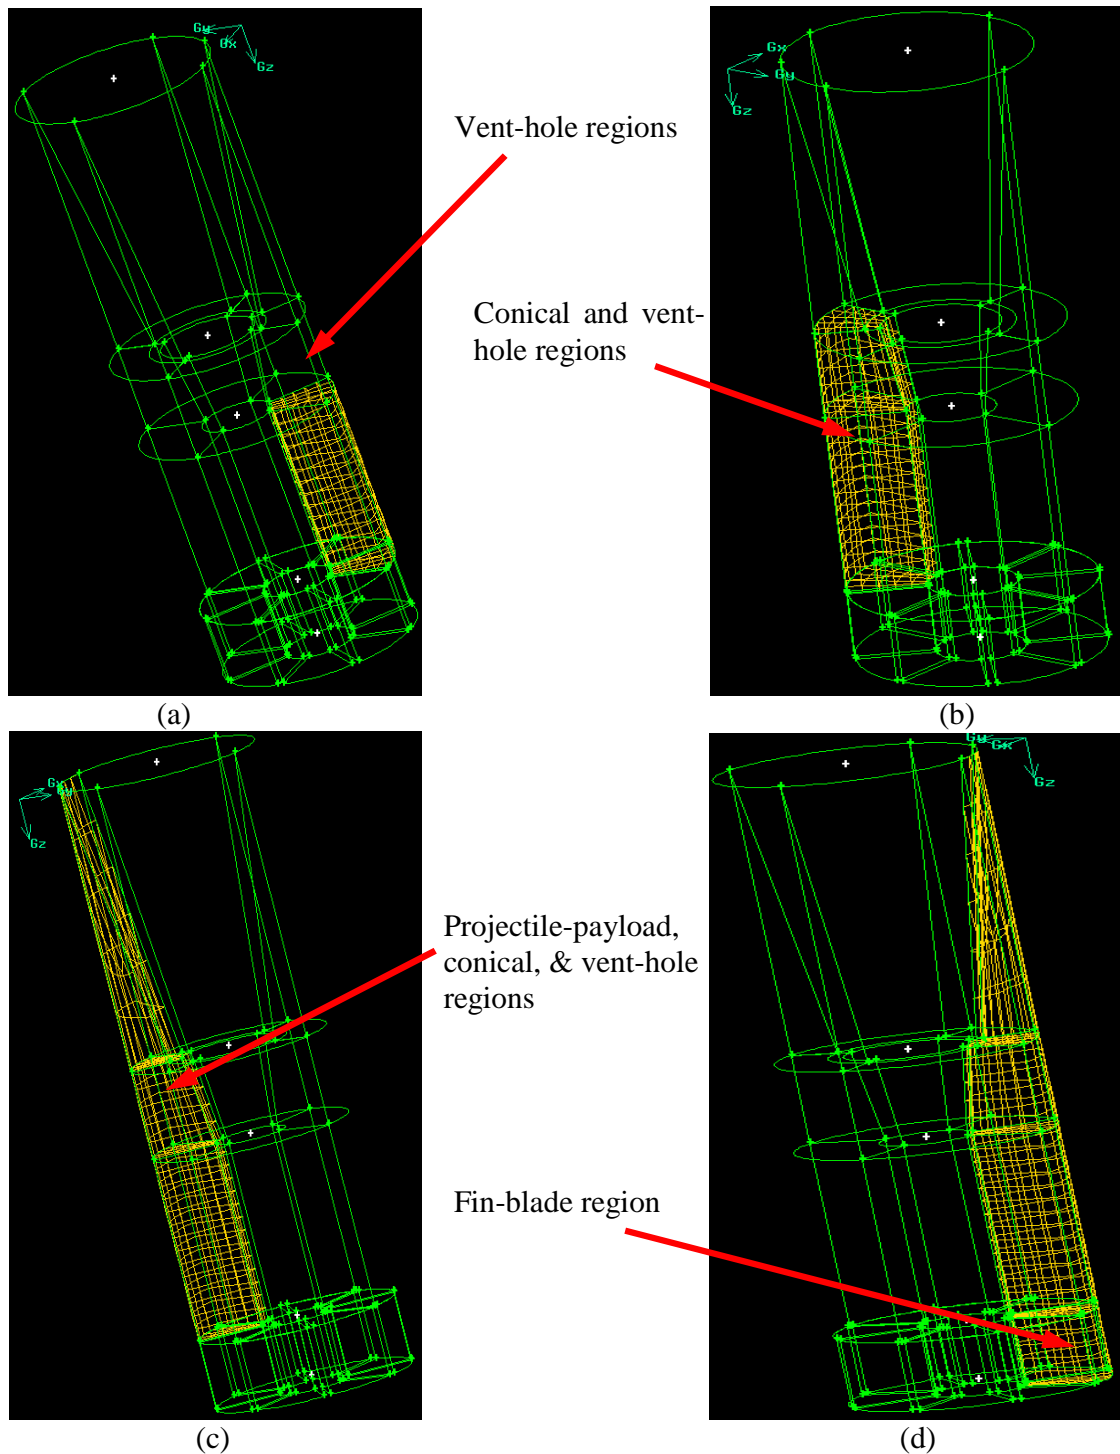 Gy
Gx
Gz
Gx
Gy
Gz
Vent-hole regions
Conical and vent-
hole regions
(a)
(b)
Gx
Gy
Gz
Gy
Gx
Gz
Projectile-payload,
conical, & vent-hole
regions
Fin-blade region
(c)
(d)